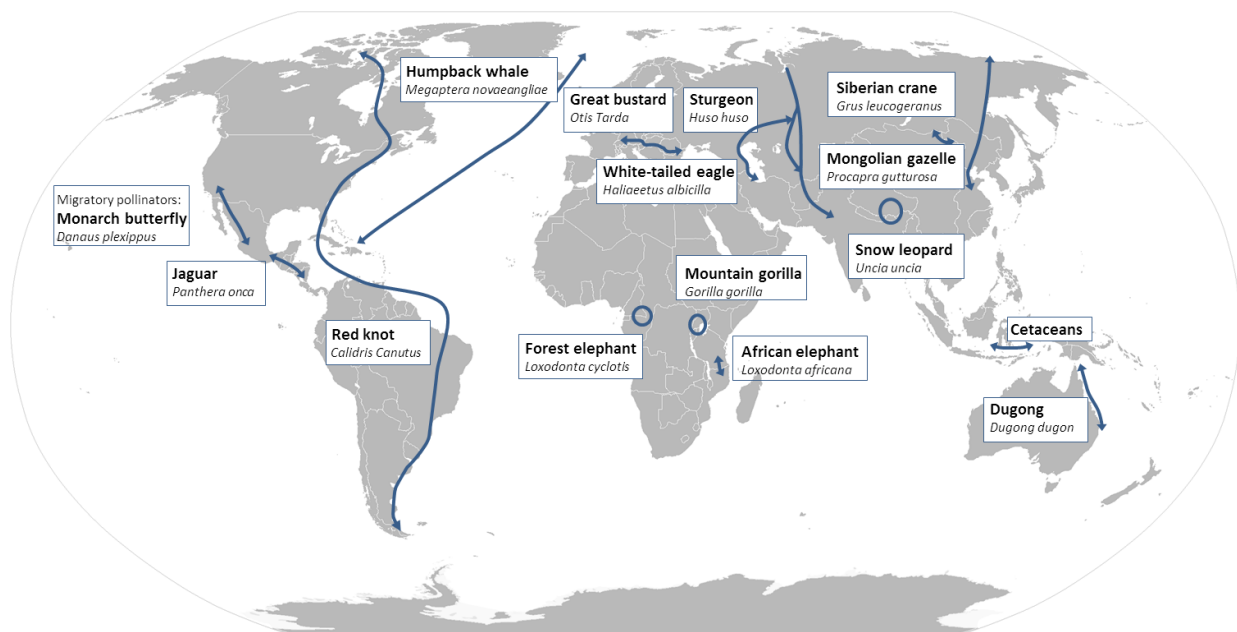 Humpback whale
Megaptera novaeangliae
Great bustard
Otis Tarda
Sturgeon
Huso huso
Siberian crane
Grus leucogeranus
White-tailed eagle
Haliaeetus albicilla
Mongolian gazelle
Procapra gutturosa
Migratory pollinators:
Monarch butterfly
Danaus plexippus
Snow leopard
Uncia uncia
Jaguar
Panthera onca
Mountain gorilla
Gorilla gorilla
Red knot
Calidris Canutus
Cetaceans
Forest elephant
Loxodonta cyclotis
African elephant
Loxodonta africana
Dugong
Dugong dugon